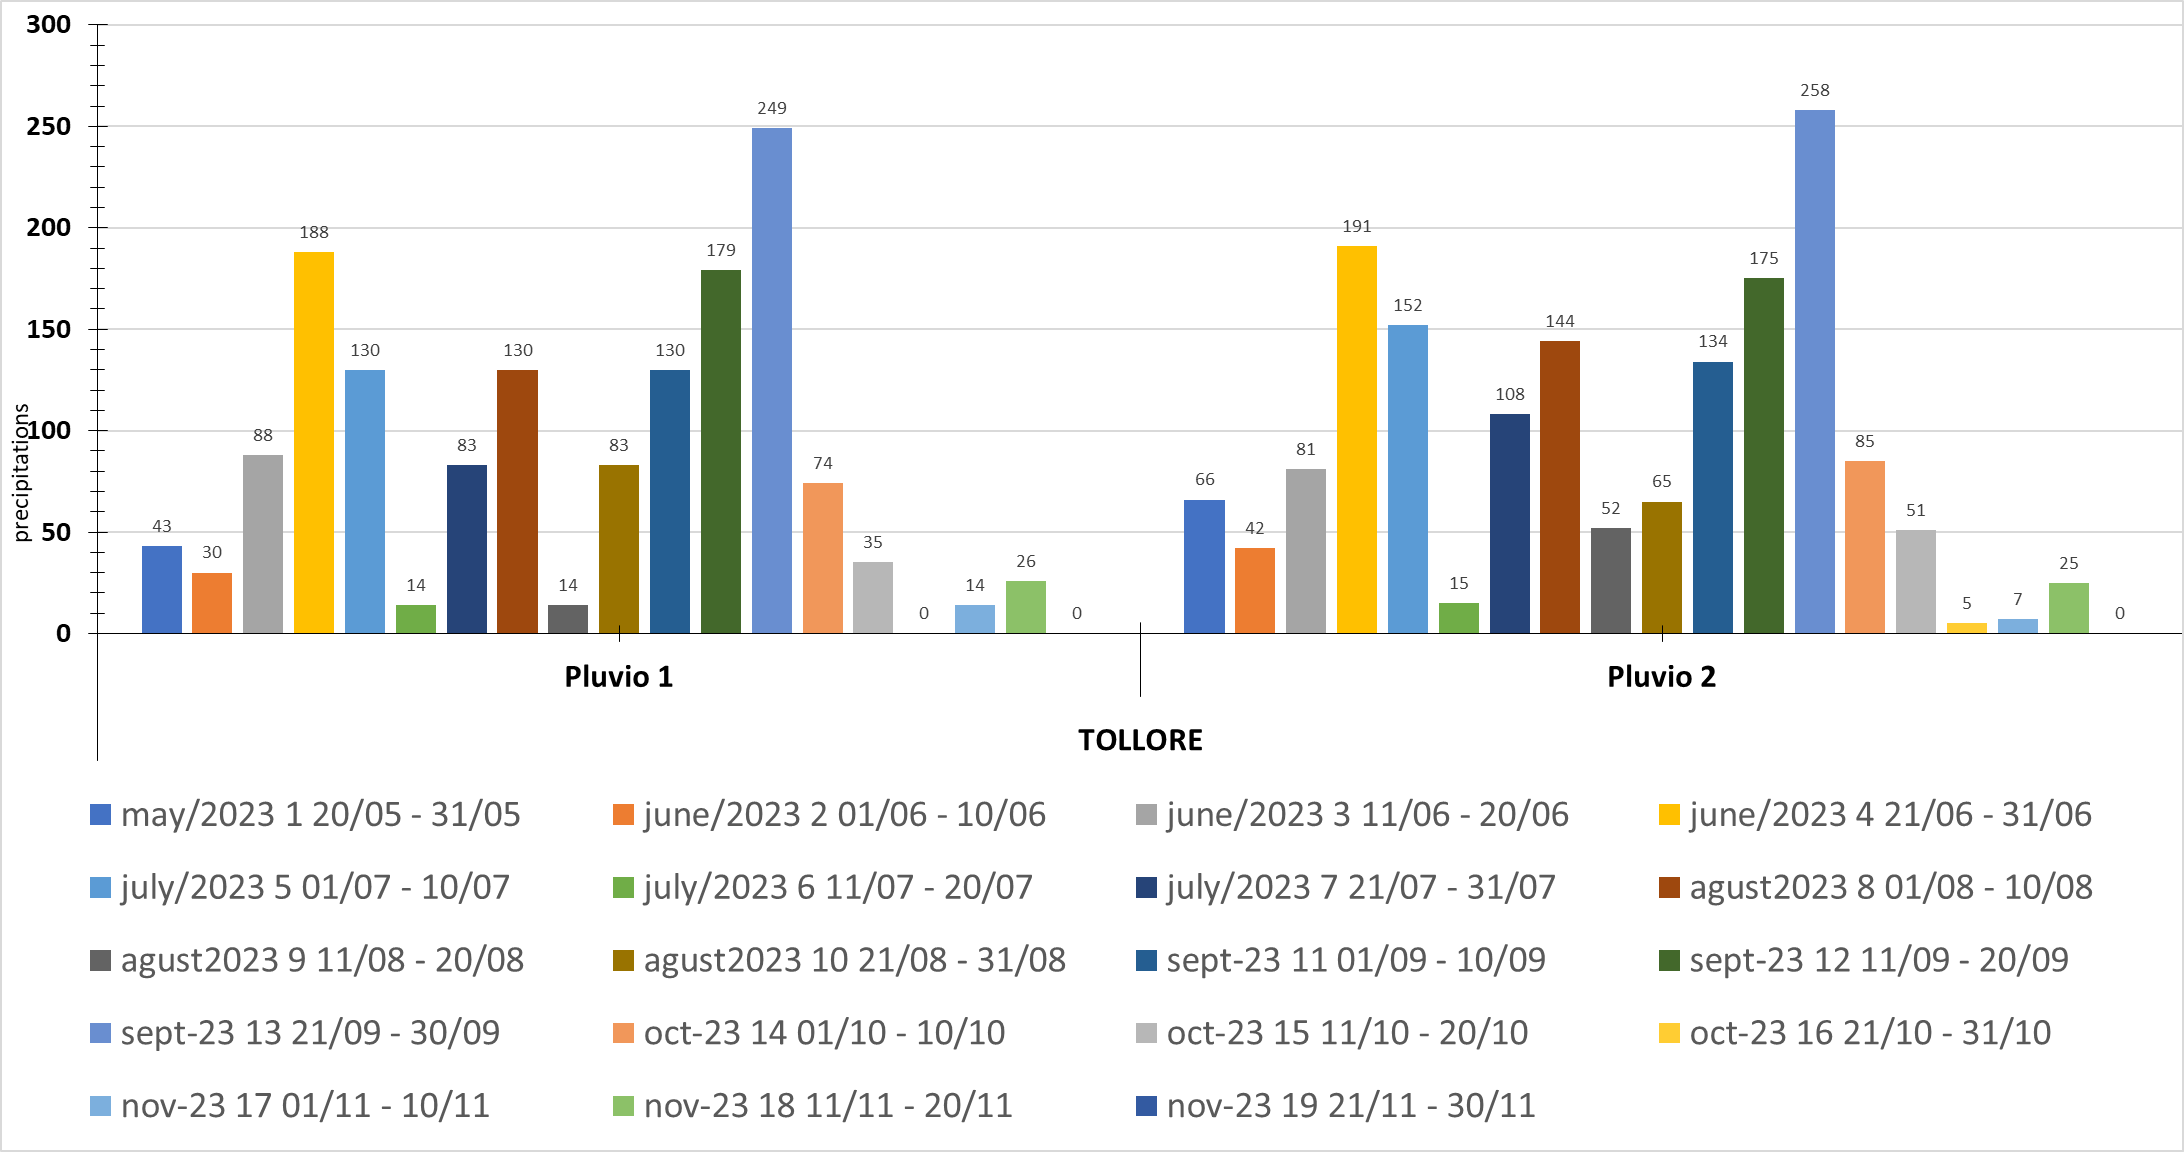 300
250
200
150
100
50
0
precipitations
43
30
88
188
130
14
83
130
14
83
130
179
249
74
35
0
14
26
0
66
42
81
191
152
15
108
144
52
65
134
175
258
85
51
5
7
25
0
Pluvio 1
Pluvio 2
TOLLORE
may/2023 1 20/05 - 31/05
june/2023 2 01/06 - 10/06
june/2023 3 11/06 - 20/06
june/2023 4 21/06 - 31/06
july/2023 5 01/07 - 10/07
july/2023 6 11/07 - 20/07
july/2023 7 21/07 - 31/07
agust2023 8 01/08 - 10/08
agust2023 9 11/08 - 20/08
agust2023 10 21/08 - 31/08
sept-23 11 01/09 - 10/09
sept-23 12 11/09 - 20/09
sept-23 13 21/09 - 30/09
oct-23 14 01/10 - 10/10
oct-23 15 11/10 - 20/10
oct-23 16 21/10 - 31/10
nov-23 17 01/11 - 10/11
nov-23 18 11/11 - 20/11
nov-23 19 21/11 - 30/11